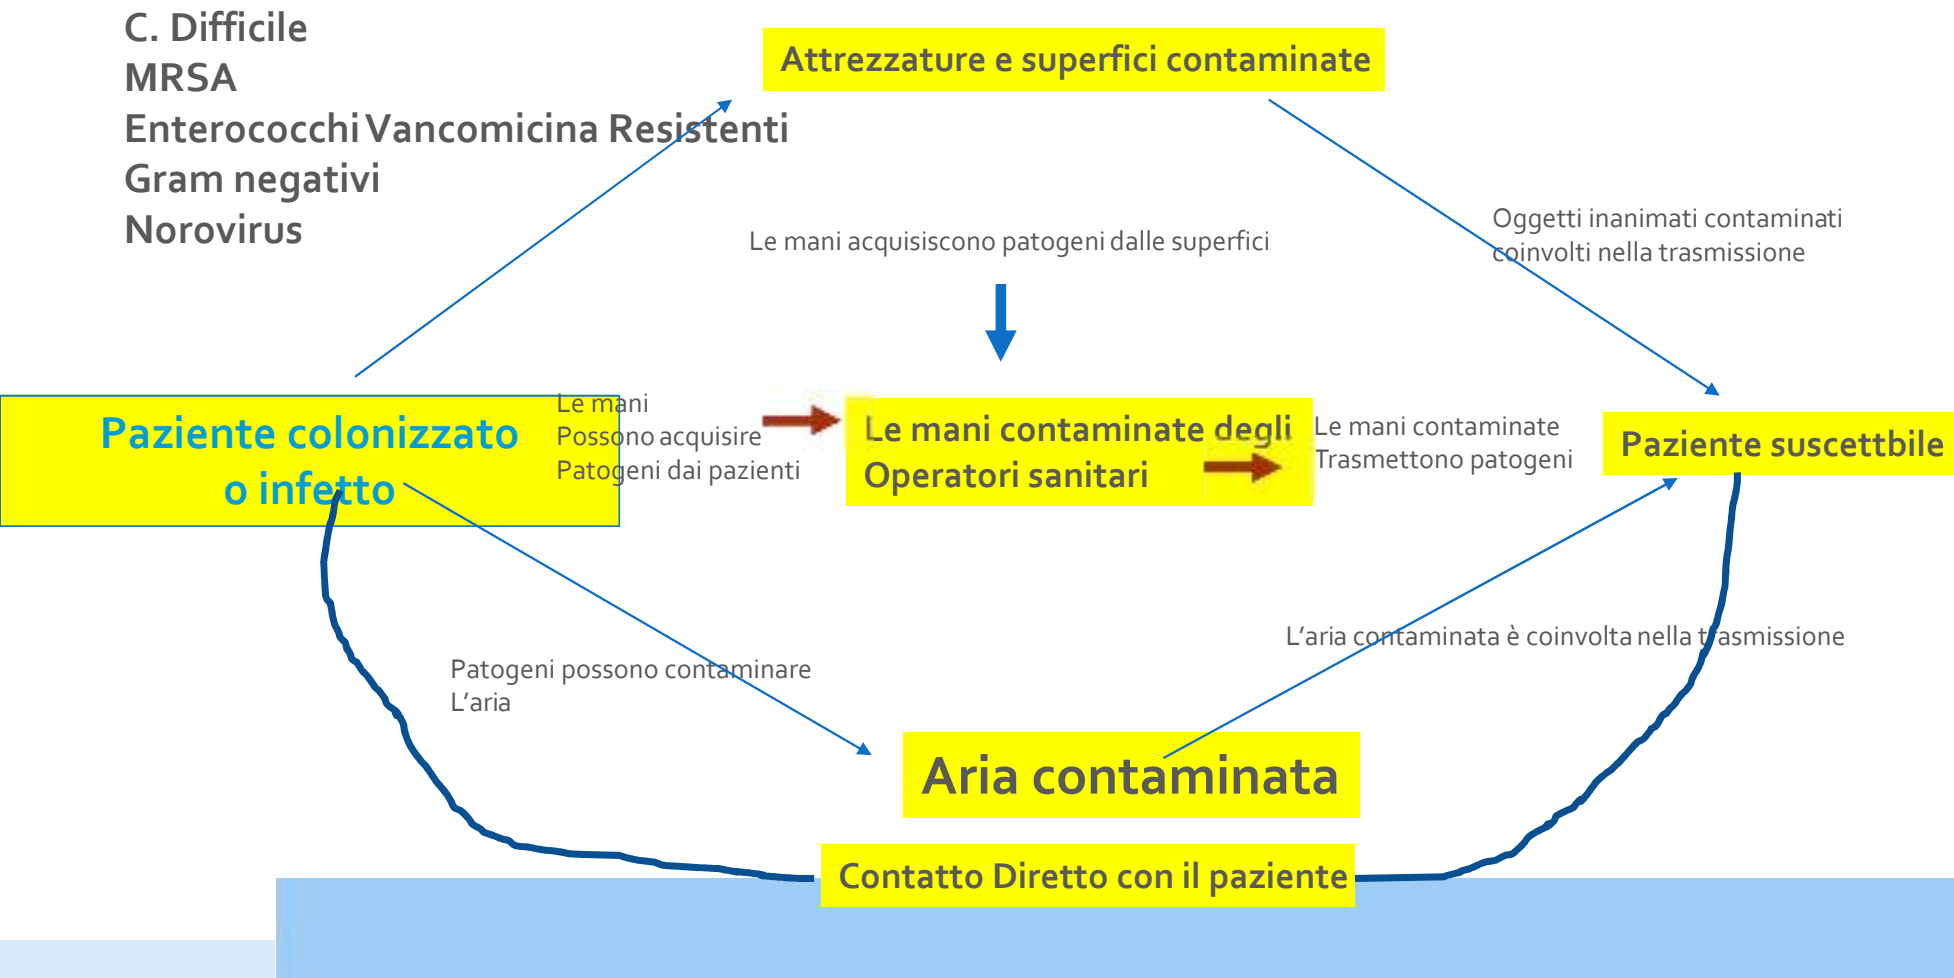 C. Difficile
MRSA
Enterococchi Vancomicina Resistenti
Gram negativi
Norovirus
Attrezzature e superfici contaminate
Oggetti inanimati contaminati
coinvolti nella trasmissione
Le mani acquisiscono patogeni dalle superfici
Paziente colonizzato
o infetto
Le mani
Possono acquisire
Patogeni dai pazienti
Le mani contaminate degli
Operatori sanitari
Le mani contaminate
Trasmettono patogeni
Paziente suscettbile
Patogeni possono contaminare
L’aria
L’aria contaminata è coinvolta nella trasmissione
Aria contaminata
Contatto Diretto con il paziente